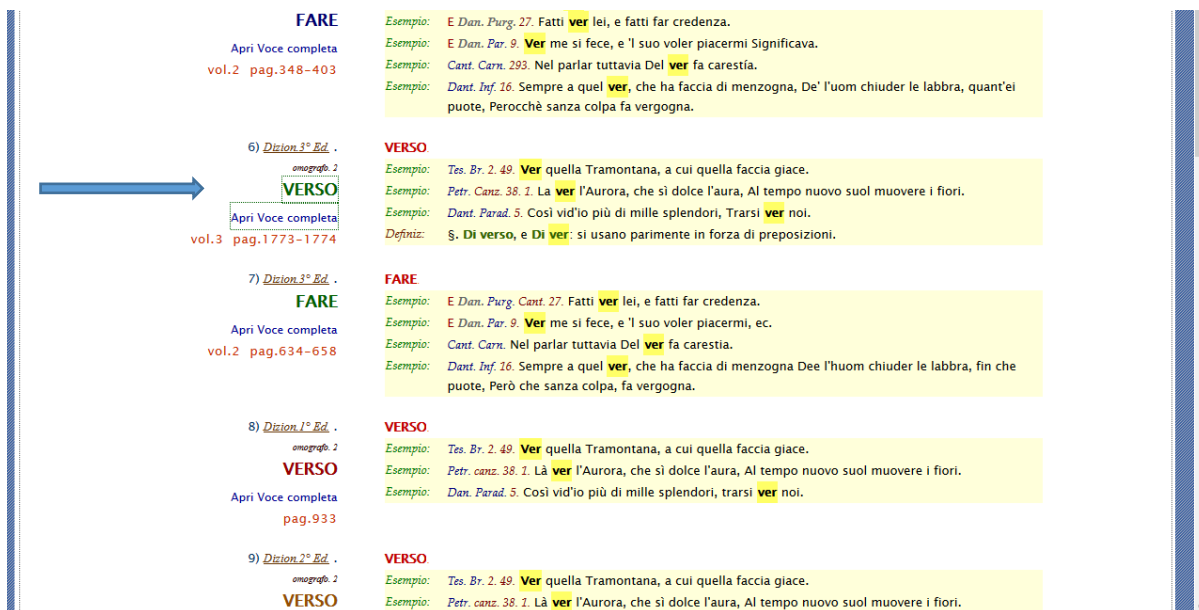 FARE
Apri Voce completa
vol.2 pag.348-403
Esempio: E Dan. Purg. 27. Fatti ver lei, e fatti far credenza.
Esempio: E Dan. Par. 9. Ver me si fece, e 'l suo voler piacermi Significava.
Esempio: Cant. Carn. 293. Nel parlar tuttavia Del ver fa carestía.
Esempio: Dant. Inf. 16. Sempre a quel ver, che ha faccia di menzogna, De' l'uom chiuder le labbra, quant'ei
puote, Perocchè sanza colpa fa vergogna.
6) Dizion.3° Ed. .
omografo. 2
VERSO
Apri Voce completa
vol.3 pag.1773-1774
VERSO.
Esempio: Tes. Br. 2. 49. Ver quella Tramontana, a cui quella faccia giace.
Esempio: Petr. Canz. 38. 1. La ver l'Aurora, che sì dolce l'aura, Al tempo nuovo suol muovere i fiori.
Esempio: Dant. Parad. 5. Così vid'io più di mille splendori, Trarsi ver noi.
Definiz: §. Di verso, e Di ver: si usano parimente in forza di preposizioni.
7) Dizion.3° Ed. .
FARE
Apri Voce completa
vol.2 pag.634-658
FARE.
Esempio: E Dan. Purg. Cant. 27. Fatti ver lei, e fatti far credenza.
Esempio: E Dan. Par. 9. Ver me si fece, e 'l suo voler piacermi, ec.
Esempio: Cant. Carn. Nel parlar tuttavia Del ver fa carestia.
Esempio: Dant. Inf. 16. Sempre a quel ver, che ha faccia di menzogna Dee l'huom chiuder le labbra, fin che
puote, Però che sanza colpa, fa vergogna.
8) Dizion.1° Ed. .
omografo. 2
VERSO
Apri Voce completa
pag.933
VERSO.
Esempio: Tes. Br. 2. 49. Ver quella Tramontana, a cui quella faccia giace.
Esempio: Petr. canz. 38. 1. Là ver l'Aurora, che sì dolce l'aura, Al tempo nuovo suol muovere i fiori.
Esempio: Dan. Parad. 5. Così vid'io più di mille splendori, trarsi ver noi.
9) Dizion.2° Ed. .
omografo. 2
VERSO
VERSO.
Esempio: Tes. Br. 2. 49. Ver quella Tramontana, a cui quella faccia giace.
Esempio: Petr. canz. 38. 1. Là ver l'Aurora, che sì dolce l'aura, Al tempo nuovo suol muovere i fiori.